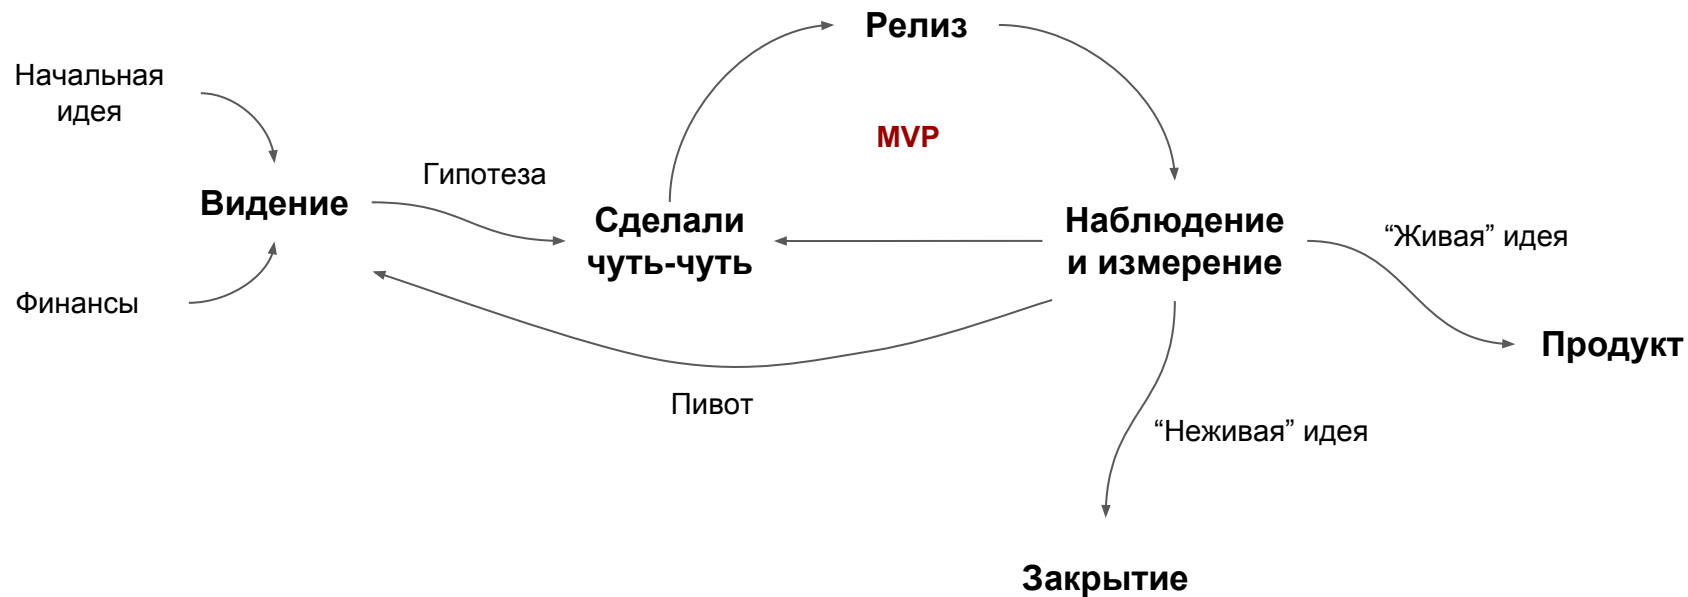 Релиз
Начальная
идея
MVP
Гипотеза
Видение
Сделали
чуть-чуть
Наблюдение
и измерение
“Живая” идея
Финансы
Продукт
Пивот
“Неживая” идея
Закрытие